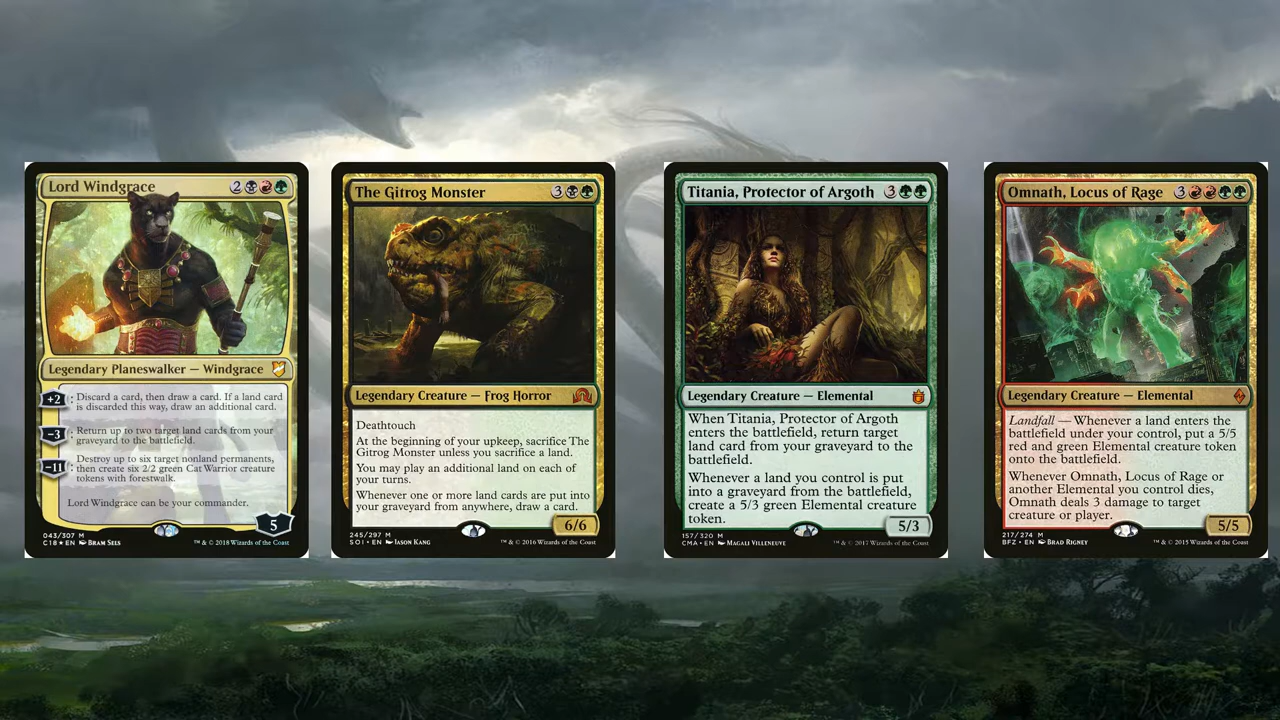 Lord Windgrace
2
Legendary Planeswalker — Windgrace
+2 : Discard a card, then draw a card. If a land card
is discarded this way, draw an additional card.
−3 : Return up to two target land cards from your
graveyard to the battlefield.
−11 : Destroy up to six target nonland permanents,
then create six 2/2 green Cat Warrior creature
tokens with forestwalk.
Lord Windgrace can be your commander.
5
043/307 M
C18 ★ EN BRAM SELS
™ & © 2018 Wizards of the Coast
The Gitrog Monster
3
Legendary Creature — Frog Horror
Deathtouch
At the beginning of your upkeep, sacrifice The
Gitrog Monster unless you sacrifice a land.
You may play an additional land on each of
your turns.
Whenever one or more land cards are put into
your graveyard from anywhere, draw a card.
6/6
245/297 M
SOI • EN JASON KANG
™ & © 2016 Wizards of the Coast
Titania, Protector of Argoth
3
Legendary Creature — Elemental
When Titania, Protector of Argoth
enters the battlefield, return target
land card from your graveyard to the
battlefield.
Whenever a land you control is put
into a graveyard from the battlefield,
create a 5/3 green Elemental creature
token.
5/3
157/320 M
CMA • EN MAGALI VILLENEUVE
™ & © 2017 Wizards of the Coast
Omnath, Locus of Rage
3
Legendary Creature — Elemental
Landfall — Whenever a land enters the
battlefield under your control, put a 5/5
red and green Elemental creature token
onto the battlefield.
Whenever Omnath, Locus of Rage or
another Elemental you control dies,
Omnath deals 3 damage to target
creature or player.
5/5
217/274 M
BFZ • EN BRAD RIGNEY
™ & © 2015 Wizards of the Coast